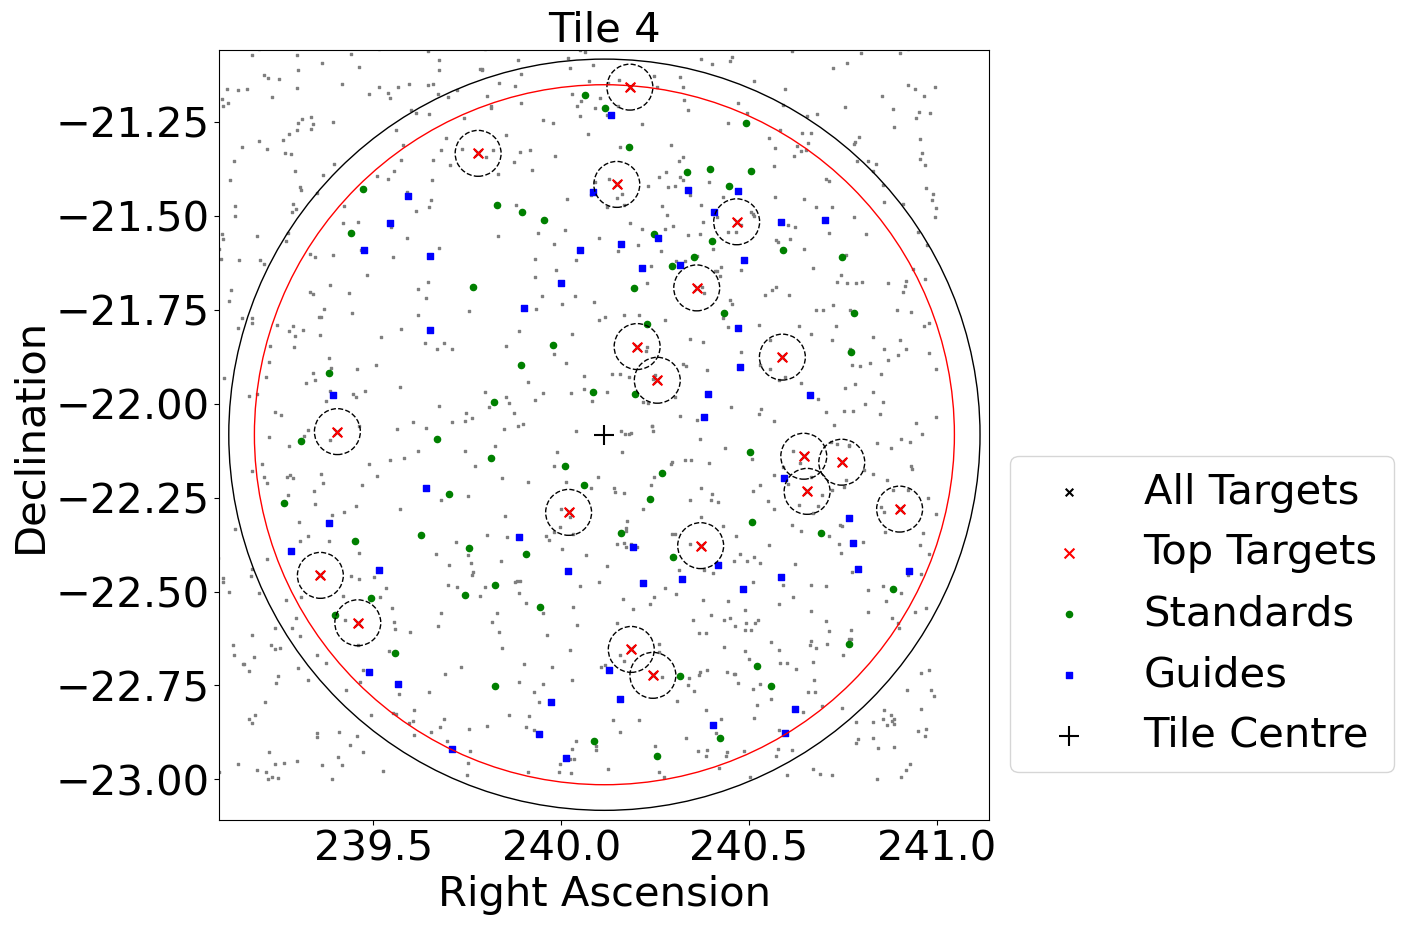 Tile 4
Declination
−21.25
−21.50
−21.75
−22.00
−22.25
−22.50
−22.75
−23.00
239.5 240.0 240.5 241.0
Right Ascension
All Targets
Top Targets
Standards
Guides
Tile Centre